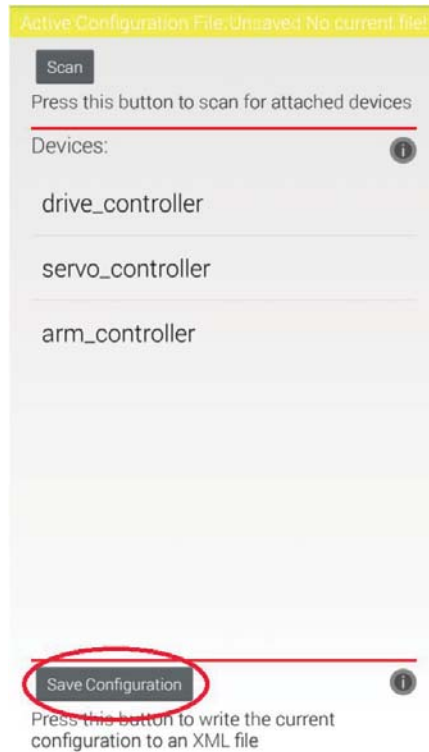 Active Configuration File:Unsaved No current file!
Scan
Press this button to scan for attached devices
Devices:
drive_controller
servo_controller
arm_controller
Save Configuration
Press this button to write the current
configuration to an XML file